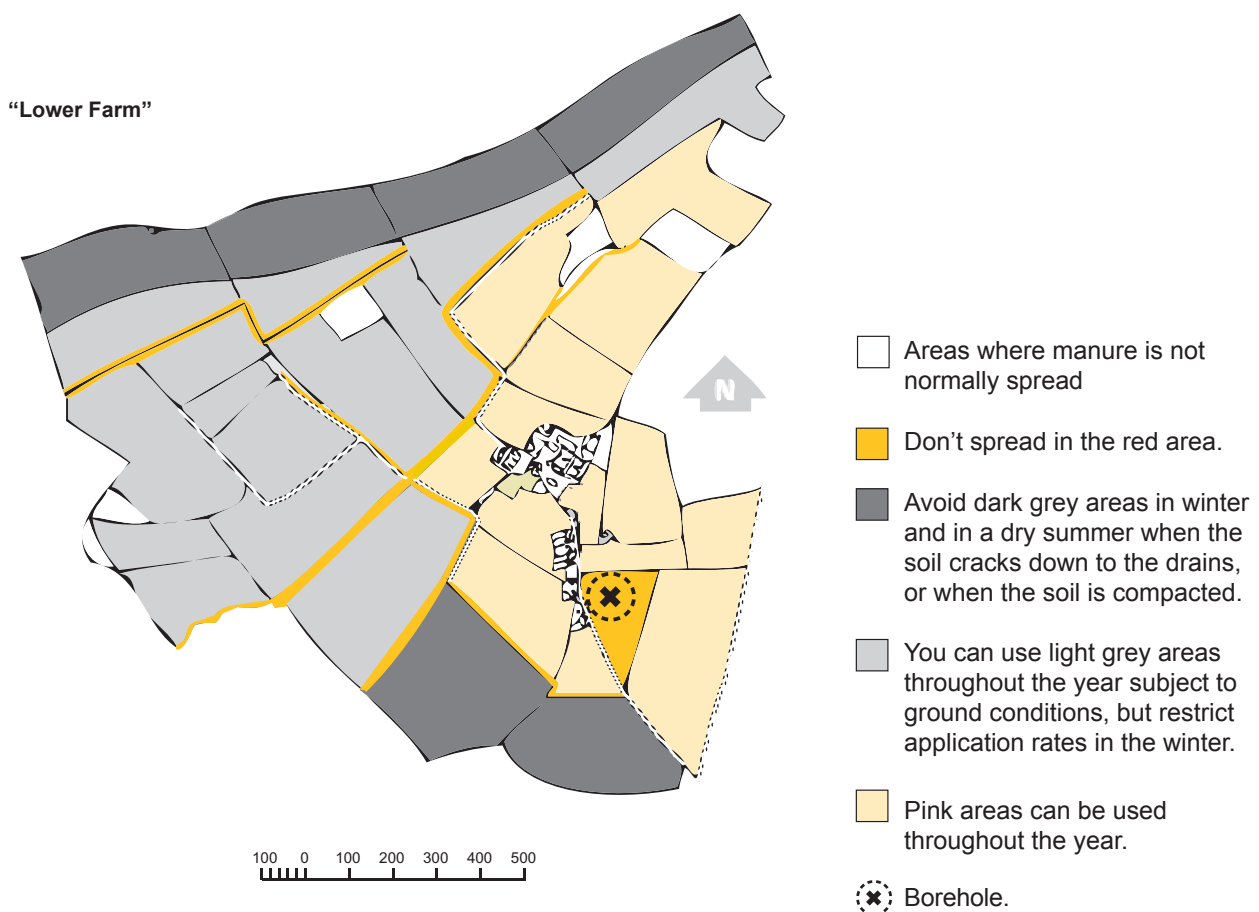 “Lower Farm”
N
Areas where manure is not
normally spread
Don’t spread in the red area.
Avoid dark grey areas in winter
and in a dry summer when the
soil cracks down to the drains,
or when the soil is compacted.
You can use light grey areas
throughout the year subject to
ground conditions, but restrict
application rates in the winter.
Pink areas can be used
throughout the year.
Borehole.
100 0 100 200 300 400 500